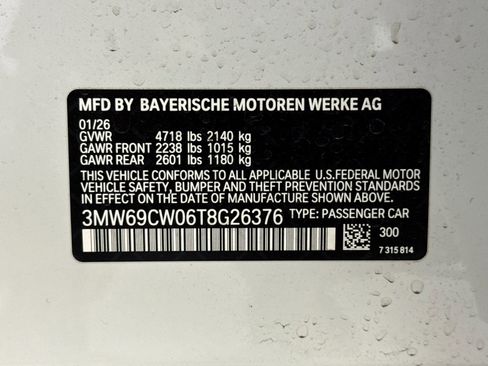 MFD BY BAYERISCHE MOTOREN WERKE AG
01/26
GVWR 4718 lbs 2140 kg
GAWR FRONT 2238 lbs 1015 kg
GAWR REAR 2601 lbs 1180 kg
THIS VEHICLE CONFORMS TO ALL APPLICABLE U.S.FEDERAL MOTOR
VEHICLE SAFETY, BUMPER AND THEFT PREVENTION STANDARDS
IN EFFECT ON THE DATE OF MANUFACTURE SHOWN ABOVE.
3MW69CW06T8G26376 TYPE: PASSENGER CAR
300
7 315 814